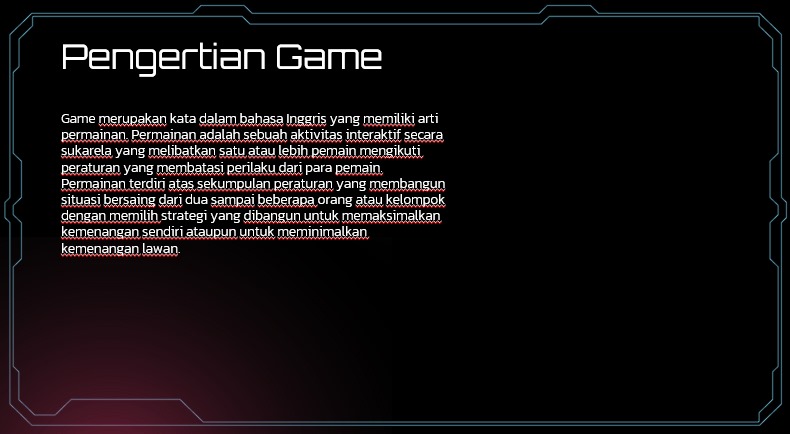 Pengertian Game
Game merupakan kata dalam bahasa Inggris yang memiliki arti
permainan. Permainan adalah sebuah aktivitas interaktif secara
sukarela yang melibatkan satu atau lebih pemain mengikuti
peraturan yang membatasi perilaku dari para pemain.
Permainan terdiri atas sekumpulan peraturan yang membangun
situasi bersaing dari dua sampai beberapa orang atau kelompok
dengan memilih strategi yang dibangun untuk memaksimalkan
kemenangan sendiri ataupun untuk meminimalkan
kemenangan lawan.